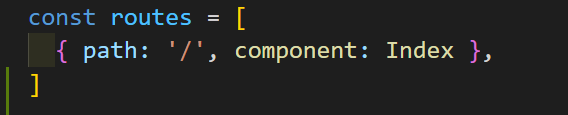 const routes = [
  { path: '/', component: Index },
]